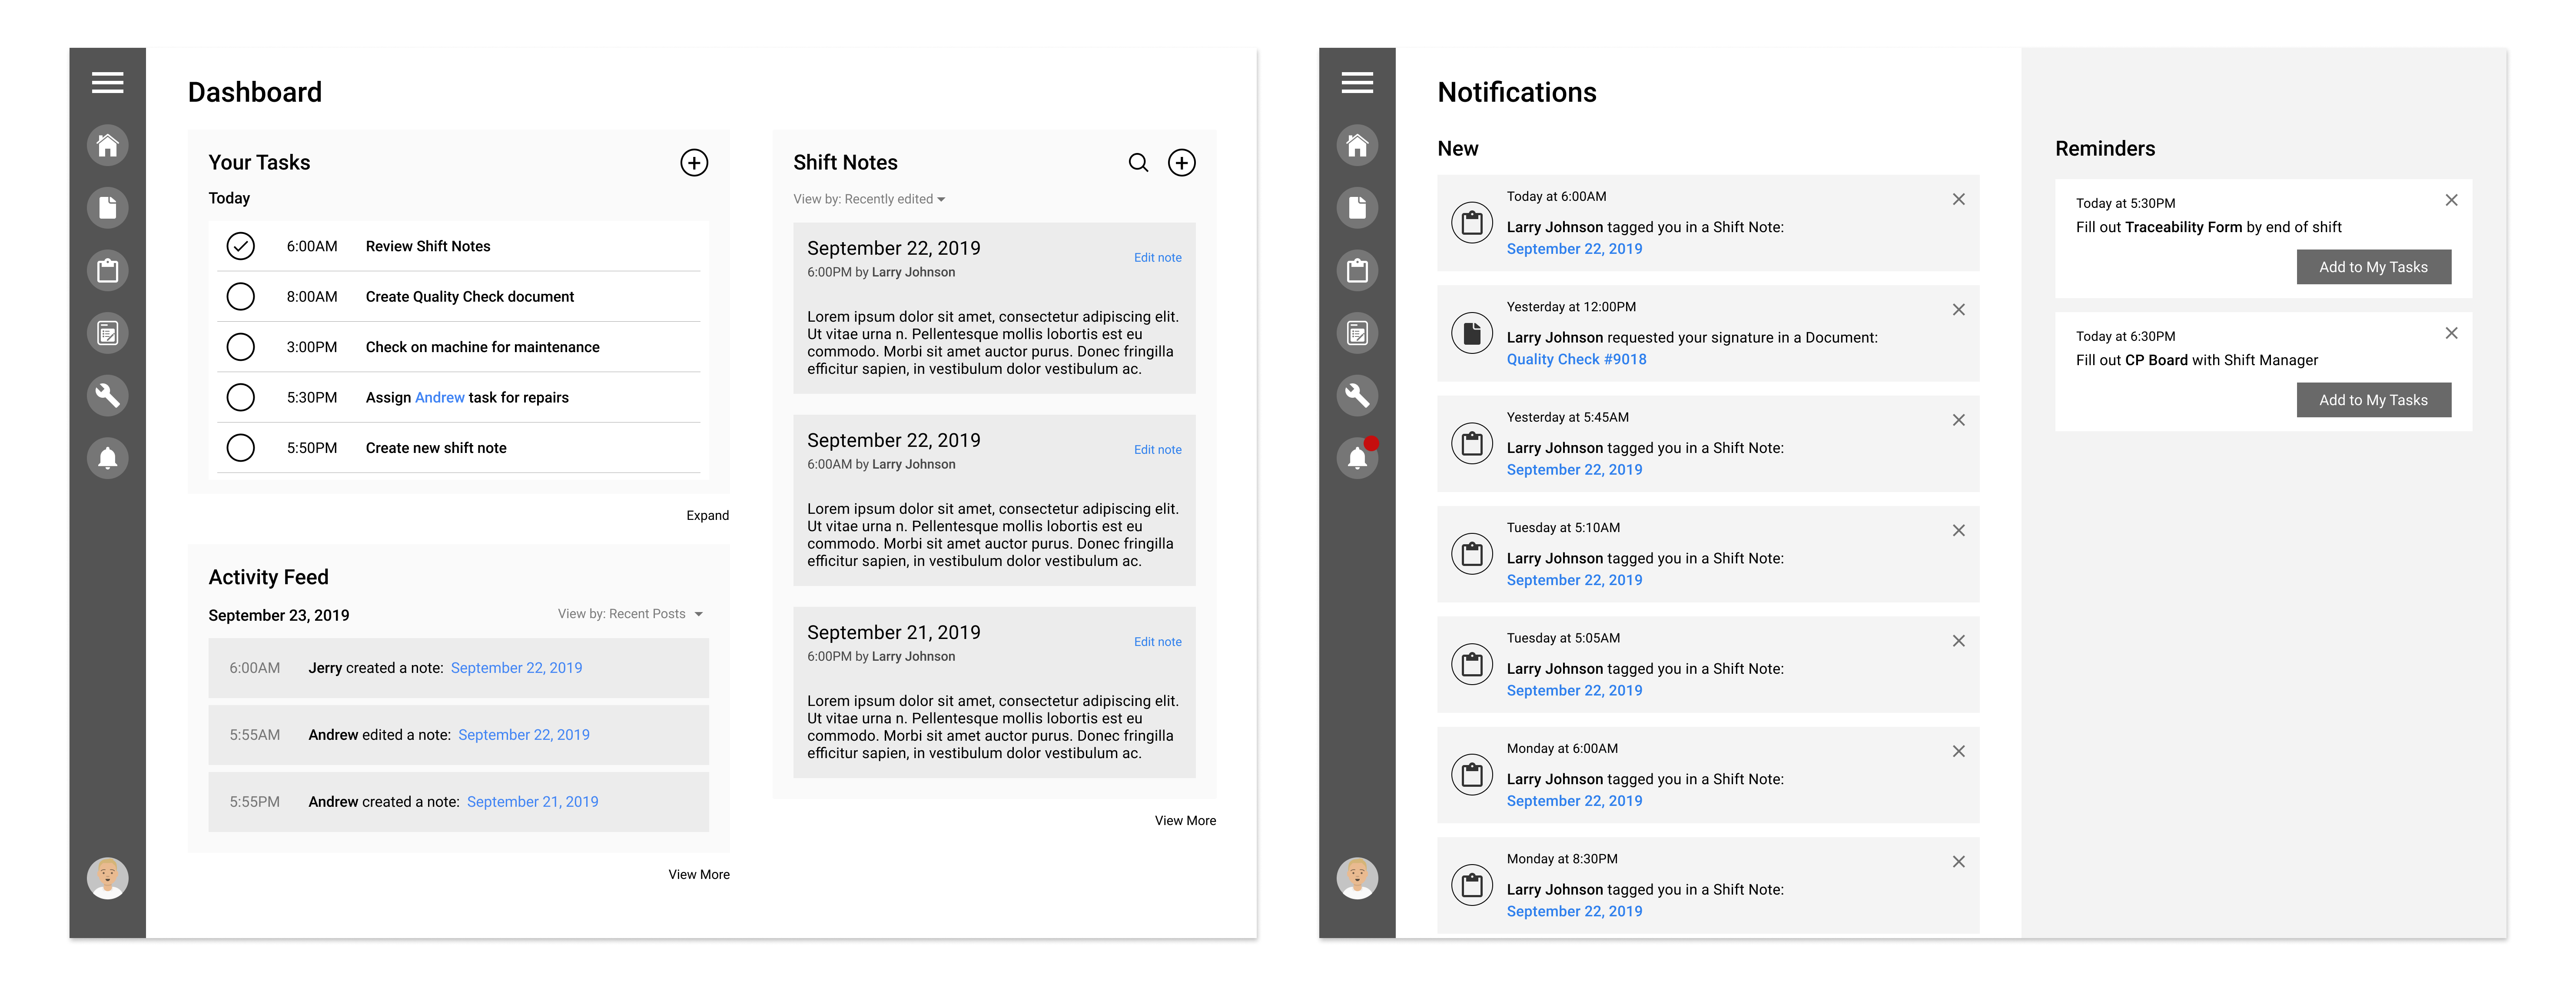 Dashboard
Your Tasks
Today
6:00AM Review Shift Notes
8:00AM Create Quality Check document
3:00PM Check on machine for maintenance
5:30PM Assign Andrew task for repairs
5:50PM Create new shift note
Expand
Activity Feed
September 23, 2019 View by: Recent Posts
6:00AM Jerry created a note: September 22, 2019
5:55AM Andrew edited a note: September 22, 2019
5:55PM Andrew created a note: September 21, 2019
View More
Shift Notes
View by: Recently edited
September 22, 2019
Edit note
6:00PM by Larry Johnson
Lorem ipsum dolor sit amet, consectetur adipiscing elit.
Ut vitae urna n. Pellentesque mollis lobortis est eu
commodo. Morbi sit amet auctor purus. Donec fringilla
efficitur sapien, in vestibulum dolor vestibulum ac.
September 22, 2019
Edit note
6:00AM by Larry Johnson
Lorem ipsum dolor sit amet, consectetur adipiscing elit.
Ut vitae urna n. Pellentesque mollis lobortis est eu
commodo. Morbi sit amet auctor purus. Donec fringilla
efficitur sapien, in vestibulum dolor vestibulum ac.
September 21, 2019
Edit note
6:00PM by Larry Johnson
Lorem ipsum dolor sit amet, consectetur adipiscing elit.
Ut vitae urna n. Pellentesque mollis lobortis est eu
commodo. Morbi sit amet auctor purus. Donec fringilla
efficitur sapien, in vestibulum dolor vestibulum ac.
View More
Notifications
New
Today at 6:00AM
Larry Johnson tagged you in a Shift Note:
September 22, 2019
Yesterday at 12:00PM
Larry Johnson requested your signature in a Document:
Quality Check #9018
Yesterday at 5:45AM
Larry Johnson tagged you in a Shift Note:
September 22, 2019
Tuesday at 5:10AM
Larry Johnson tagged you in a Shift Note:
September 22, 2019
Tuesday at 5:05AM
Larry Johnson tagged you in a Shift Note:
September 22, 2019
Monday at 6:00AM
Larry Johnson tagged you in a Shift Note:
September 22, 2019
Monday at 8:30PM
Larry Johnson tagged you in a Shift Note:
September 22, 2019
Reminders
Today at 5:30PM
Fill out Traceability Form by end of shift
Add to My Tasks
Today at 6:30PM
Fill out CP Board with Shift Manager
Add to My Tasks